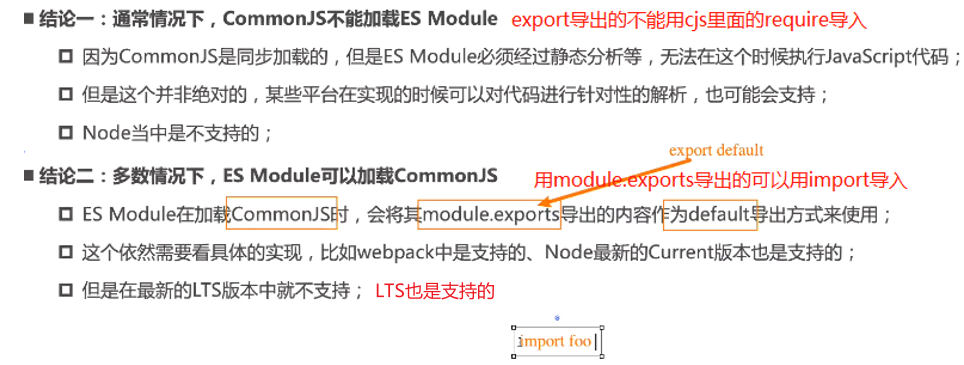 ■ 结论一：通常情况下，CommonJS不能加载ES Module export导出的不能用cjs里面的require导入
因为CommonJS是同步加载的，但是ES Module必须经过静态分析等，无法在这个时候执行JavaScript代码；
但是这个并非绝对的，某些平台在实现的时候可以对代码进行针对性的解析，也可能会支持；
Node当中是不支持的；
export default
■ 结论二：多数情况下，ES Module可以加载CommonJS 用module.exports导出的可以用import导入
ES Module在加载CommonJS时，会将其module.exports导出的内容作为default导出方式来使用；
这个依然需要看具体的实现，比如webpack中是支持的、Node最新的Current版本也是支持的；
但是在最新的LTS版本中就不支持； LTS也是支持的
import foo